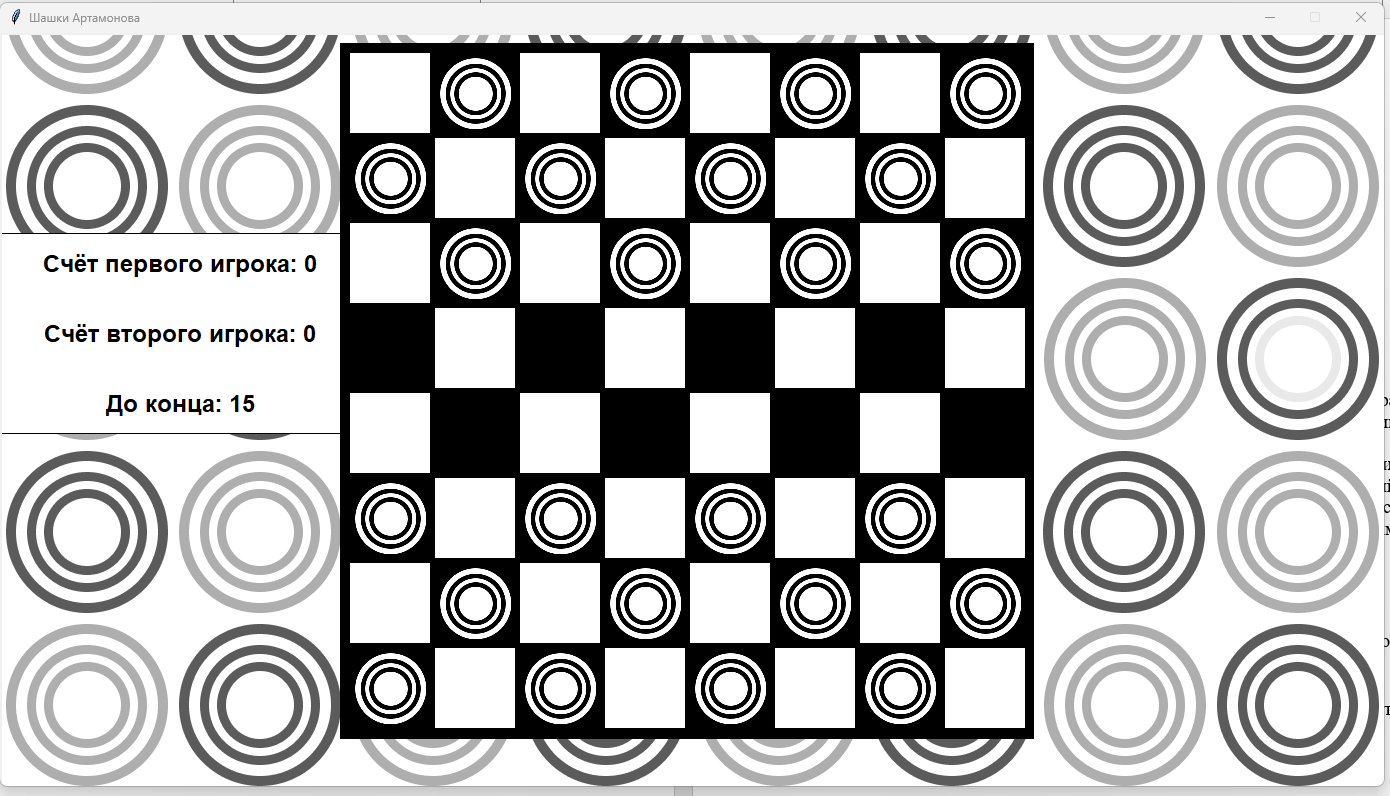 Шашки Артамонова
Счёт первого игрока: 0
Счёт второго игрока: 0
До конца: 15